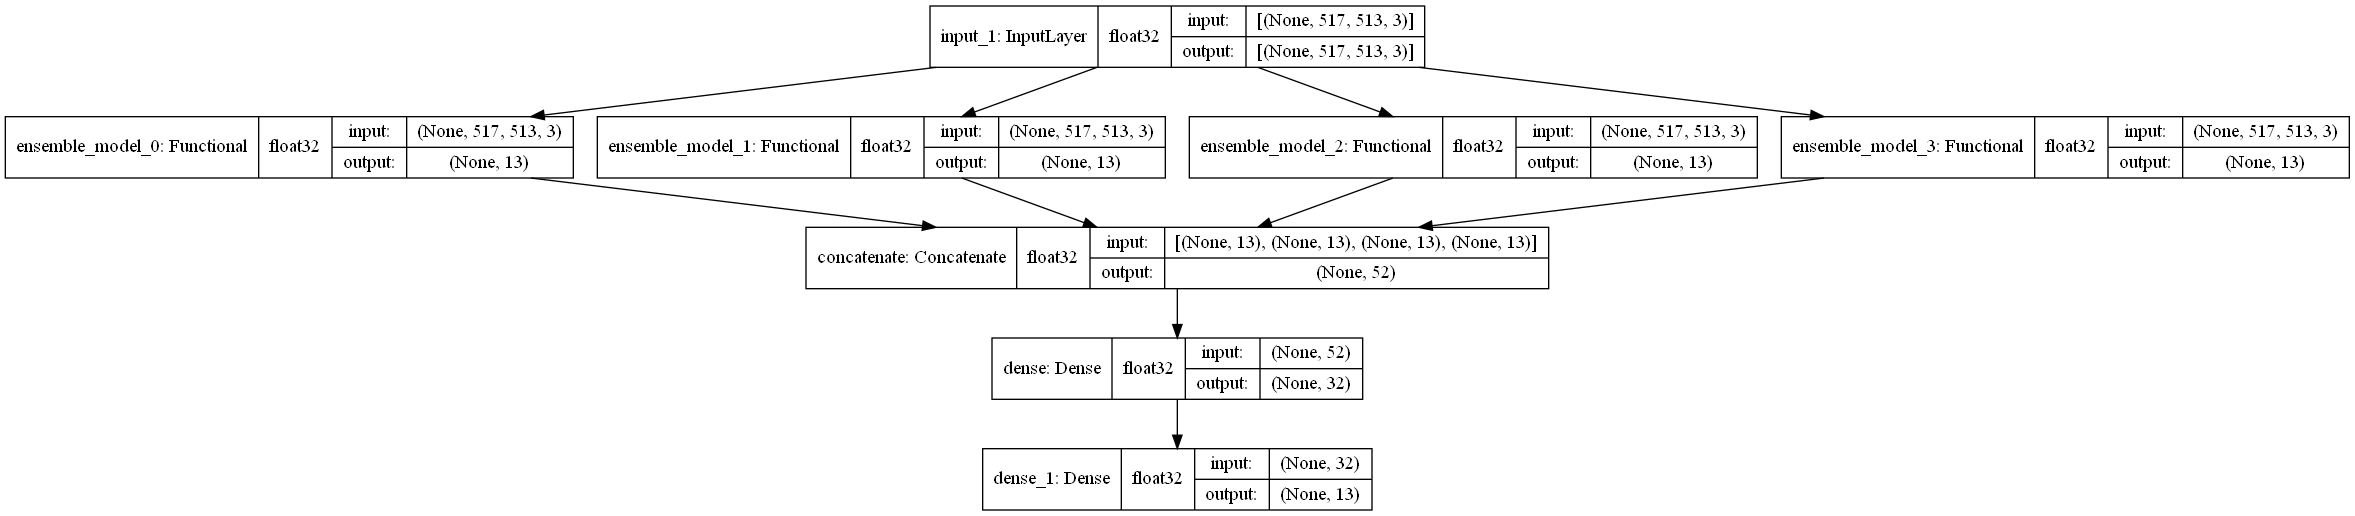 input_1: InputLayer float32 input: [(None, 517, 513, 3)]
output: [(None, 517, 513, 3)]
ensemble_model_0: Functional float32 input: (None, 517, 513, 3)
output: (None, 13)
ensemble_model_1: Functional float32 input: (None, 517, 513, 3)
output: (None, 13)
ensemble_model_2: Functional float32 input: (None, 517, 513, 3)
output: (None, 13)
ensemble_model_3: Functional float32 input: (None, 517, 513, 3)
output: (None, 13)
concatenate: Concatenate float32 input: [(None, 13), (None, 13), (None, 13), (None, 13)]
output: (None, 52)
dense: Dense float32 input: (None, 52)
output: (None, 32)
dense_1: Dense float32 input: (None, 32)
output: (None, 13)